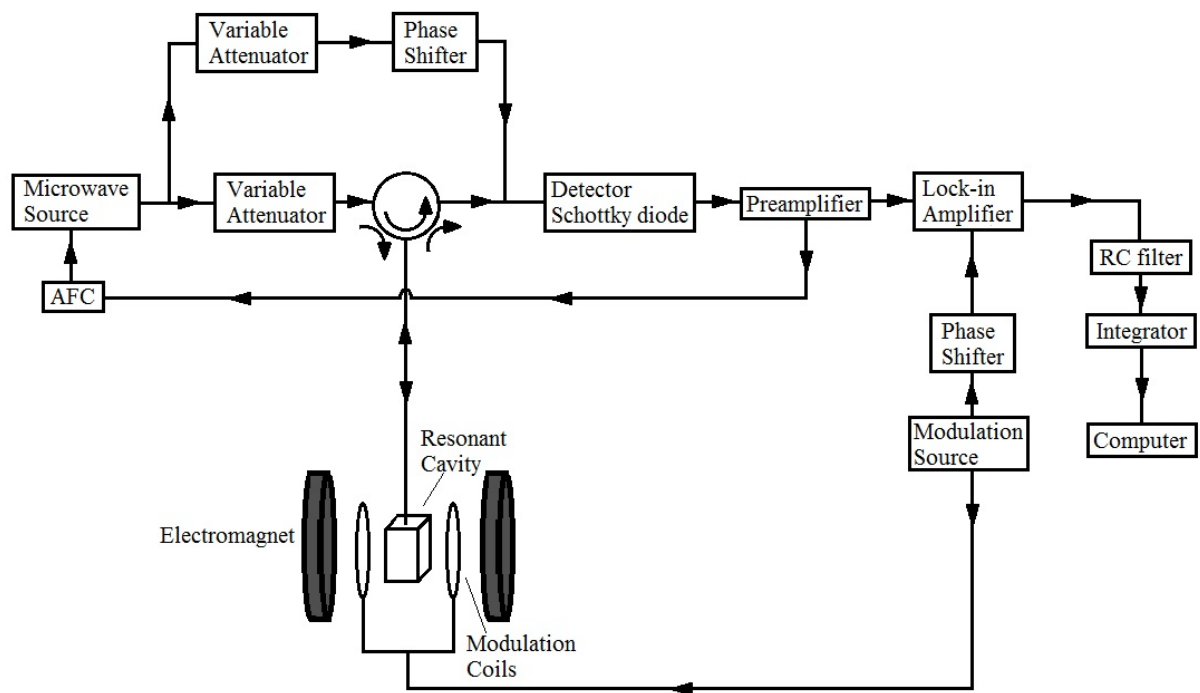 Variable
Attenuator
Phase
Shifter
Microwave
Source
Variable
Attenuator
Detector
Schottky diode
Preamplifier
Lock-in
Amplifier
RC filter
AFC
Phase
Shifter
Integrator
Modulation
Source
Computer
Resonant
Cavity
Electromagnet
Modulation
Coils